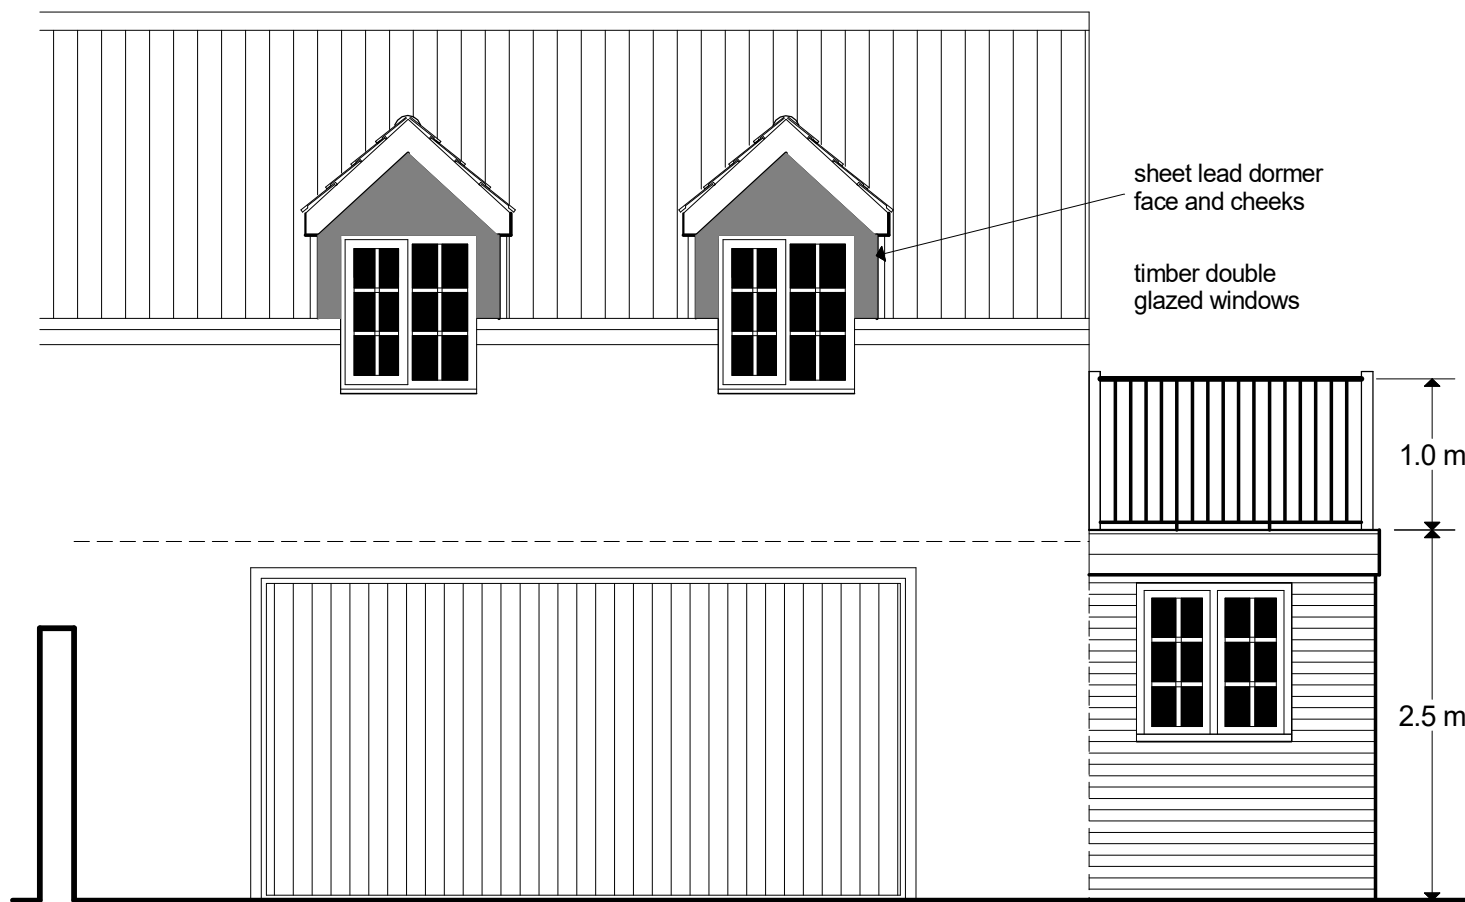 sheet lead dormer
face and cheeks
timber double
glazed windows
1.0 m
2.5 m